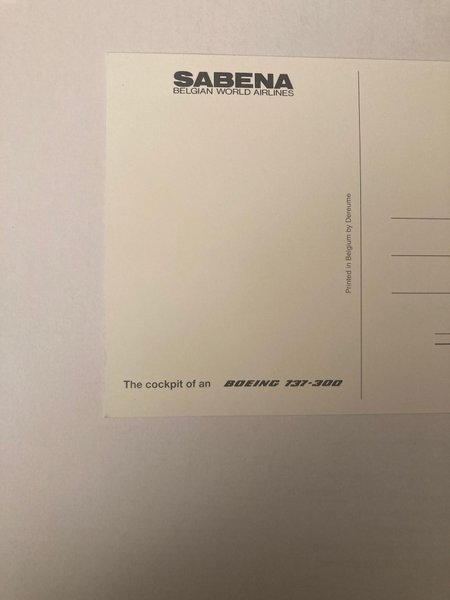 SABENA
BELGIAN WORLD AIRLINES
Printed in Belgium by Dereume
The cockpit of an BOEING 737-300